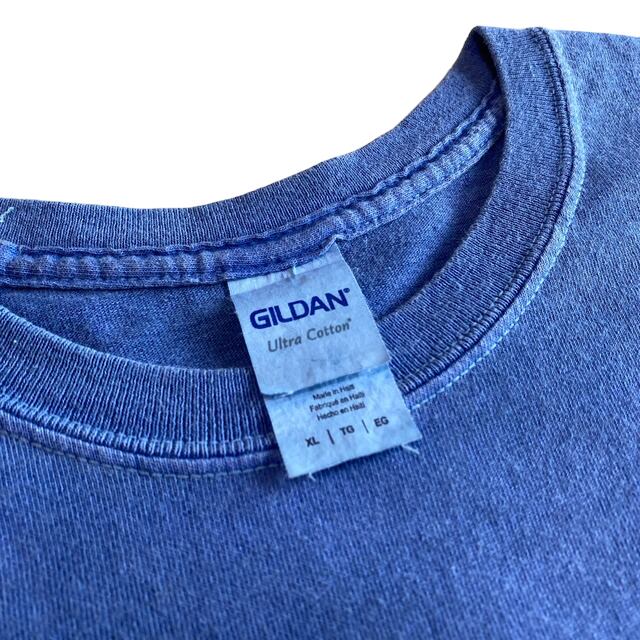 GILDAN®
Ultra Cotton®
Made in Haiti
Fabriqué en Haïti
Hecho en Haití
XL | TG | EG